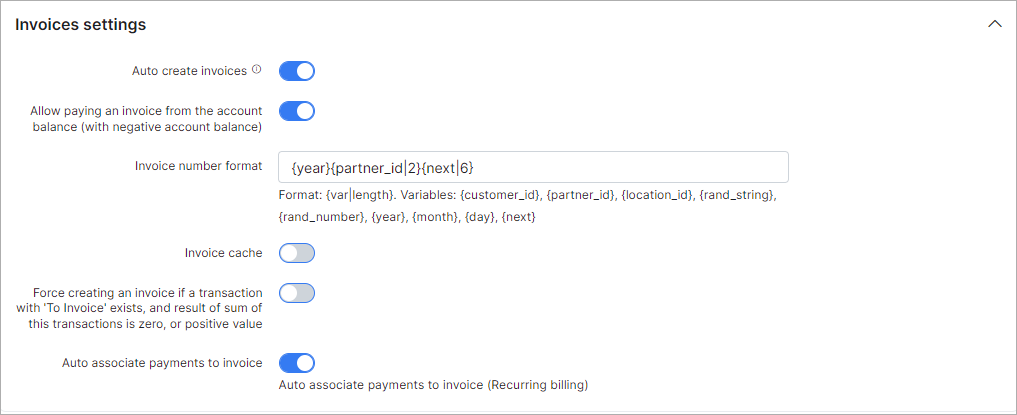 Invoices settings
Auto create invoices
Allow paying an invoice from the account
balance (with negative account balance)
Invoice number format
{year}{partner_id|2}{next|6}
Format: {var|length}. Variables: {customer_id}, {partner_id}, {location_id}, {rand_string},
{rand_number}, {year}, {month}, {day}, {next}
Invoice cache
Force creating an invoice if a transaction
with 'To Invoice' exists, and result of sum of
this transactions is zero, or positive value
Auto associate payments to invoice
Auto associate payments to invoice (Recurring billing)